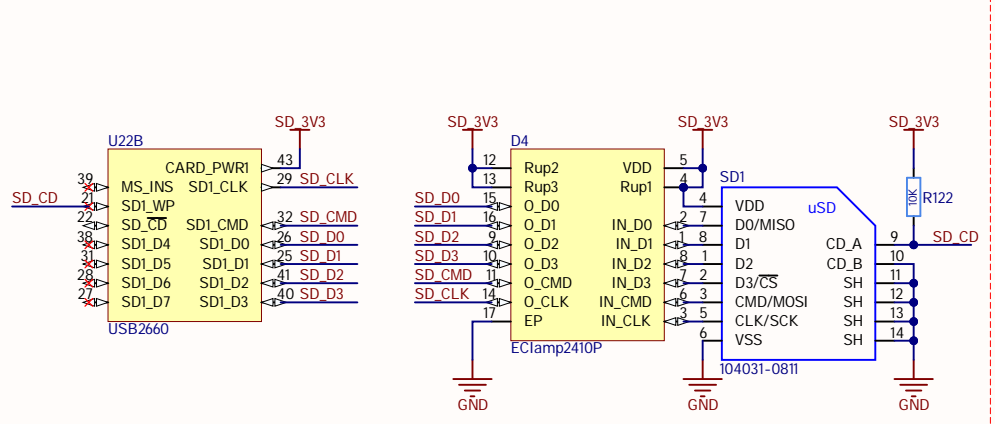 SD_3V3
U22B
CARD_PWR1 43
39 MS_INS SD1_CLK 29 SD_CLK
SD_CD 21 SD1_WP
22 SD_CD SD1_CMD 32 SD_CMD
38 SD1_D4 SD1_D0 26 SD_D0
31 SD1_D5 SD1_D1 25 SD_D1
28 SD1_D6 SD1_D2 41 SD_D2
27 SD1_D7 SD1_D3 40 SD_D3
USB2660
SD_3V3 SD_3V3
D4
12 Rup2 VDD 5
13 Rup3 Rup1 4
SD_D0 15 O_D0
SD_D1 16 O_D1 IN_D0 2
SD_D2 9 O_D2 IN_D1 1
SD_D3 10 O_D3 IN_D2 8
SD_CMD 11 O_CMD IN_D3 7
SD_CLK 14 O_CLK IN_CMD 6
17 EP IN_CLK 3
EClamp2410P
GND
SD_3V3
SD1
uSD
10K R122
4 VDD
7 D0/MISO
8 D1 CD_A 9 SD_CD
1 D2 CD_B 10
2 D3/CS SH 11
3 CMD/MOSI SH 12
5 CLK/SCK SH 13
6 VSS SH 14
104031-0811
GND GND